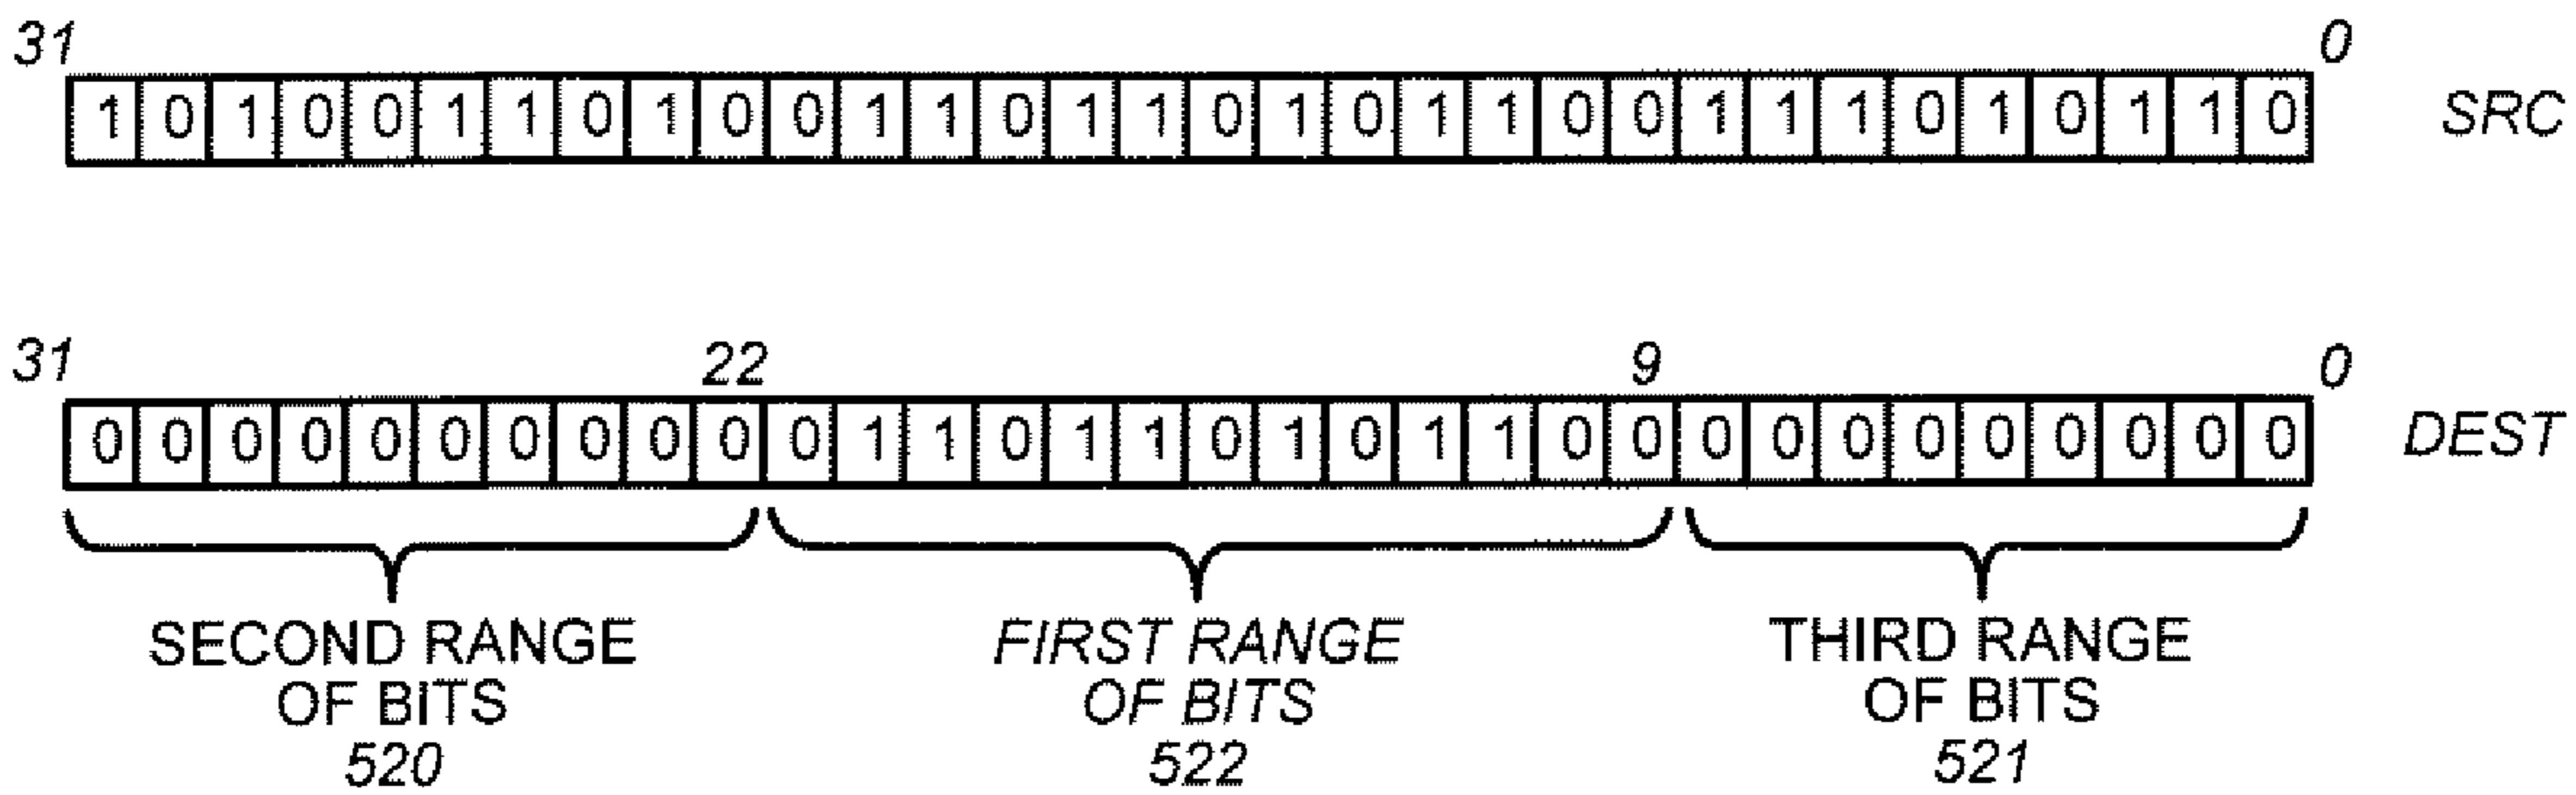 31 0
1 0 1 0 0 1 1 0 1 0 0 1 1 0 1 1 0 1 0 1 1 0 0 1 1 1 0 1 0 1 1 0 SRC
31 22 9 0
0 0 0 0 0 0 0 0 0 0 0 1 1 0 1 1 0 1 0 1 1 0 0 0 0 0 0 0 0 0 0 0 DEST
SECOND RANGE OF BITS 520
FIRST RANGE OF BITS 522
THIRD RANGE OF BITS 521